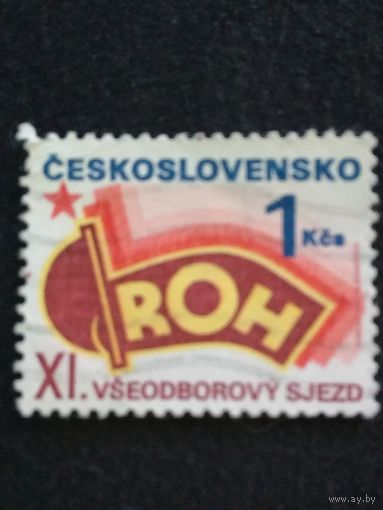 ČESKOSLOVENSKO
1 Kčs
ROH
XI. VŠEODBOROVÝ SJEZD
www.ay.by